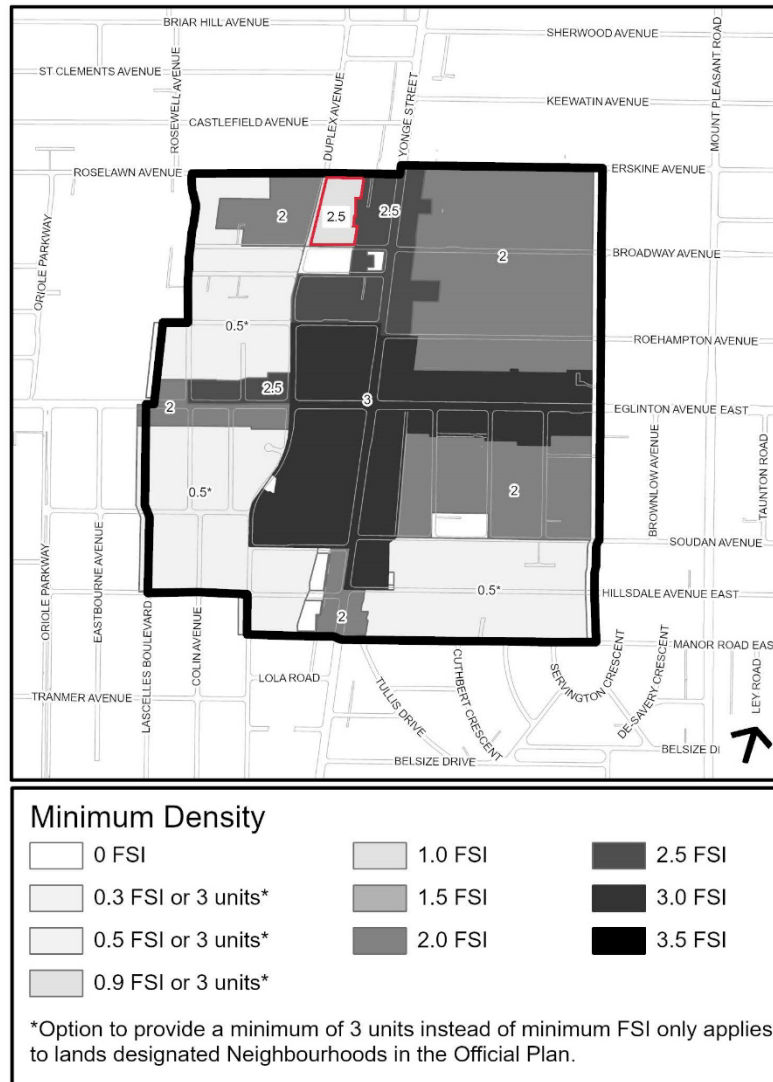 BRIAR HILL AVENUE
SHERWOOD AVENUE
MOUNT PLEASANT ROAD
ST CLEMENTS AVENUE
ROSEWELL AVENUE
DUPLEX AVENUE
YONGE STREET
KEEWATIN AVENUE
CASTLEFIELD AVENUE
ROSELAWN AVENUE
ERSKINE AVENUE
2
2.5
2.5
ORIOLE PARKWAY
2
BROADWAY AVENUE
0.5*
ROEHAMPTON AVENUE
2.5
2
3
EGLINTON AVENUE EAST
0.5*
2
BROWNLOW AVENUE
TAUNTON ROAD
ORIOLE PARKWAY
EASTBOURNE AVENUE
SOUDAN AVENUE
0.5*
HILLSDALE AVENUE EAST
2
LASCELLES BOULEVARD
COLIN AVENUE
MANOR ROAD EAS
LOLA ROAD
TULLIS DRIVE
CUTHBERT CRESCENT
SERVINGTON CRESCENT
DE-SAVERY CRESCENT
LEY ROAD
TRANMER AVENUE
BELSIZE DI
BELSIZE DRIVE
Minimum Density
0 FSI
0.3 FSI or 3 units*
0.5 FSI or 3 units*
0.9 FSI or 3 units*
1.0 FSI
1.5 FSI
2.0 FSI
2.5 FSI
3.0 FSI
3.5 FSI
*Option to provide a minimum of 3 units instead of minimum FSI only applies
to lands designated Neighbourhoods in the Official Plan.